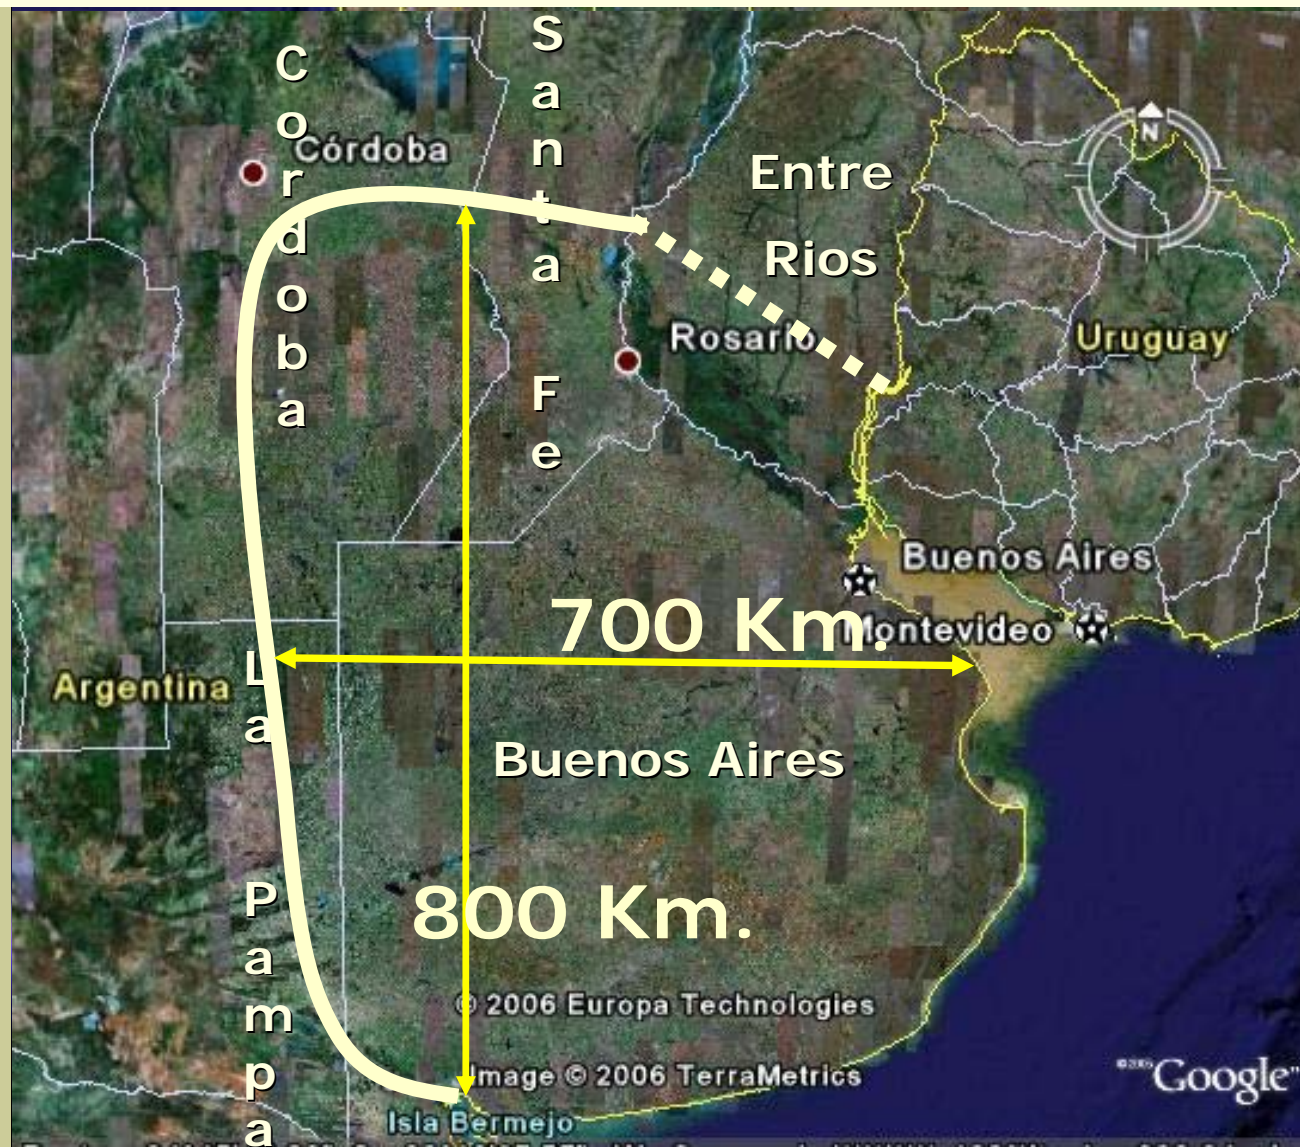 Cordoba
Santa Fe
N
Córdoba
Entre
Rios
Rosario
Uruguay
Buenos Aires
700 Km.
Montevideo
Argentina
La Pampa
Buenos Aires
800 Km.
© 2006 Europa Technologies
Image © 2006 TerraMetrics
Google™
Isla Bermejo